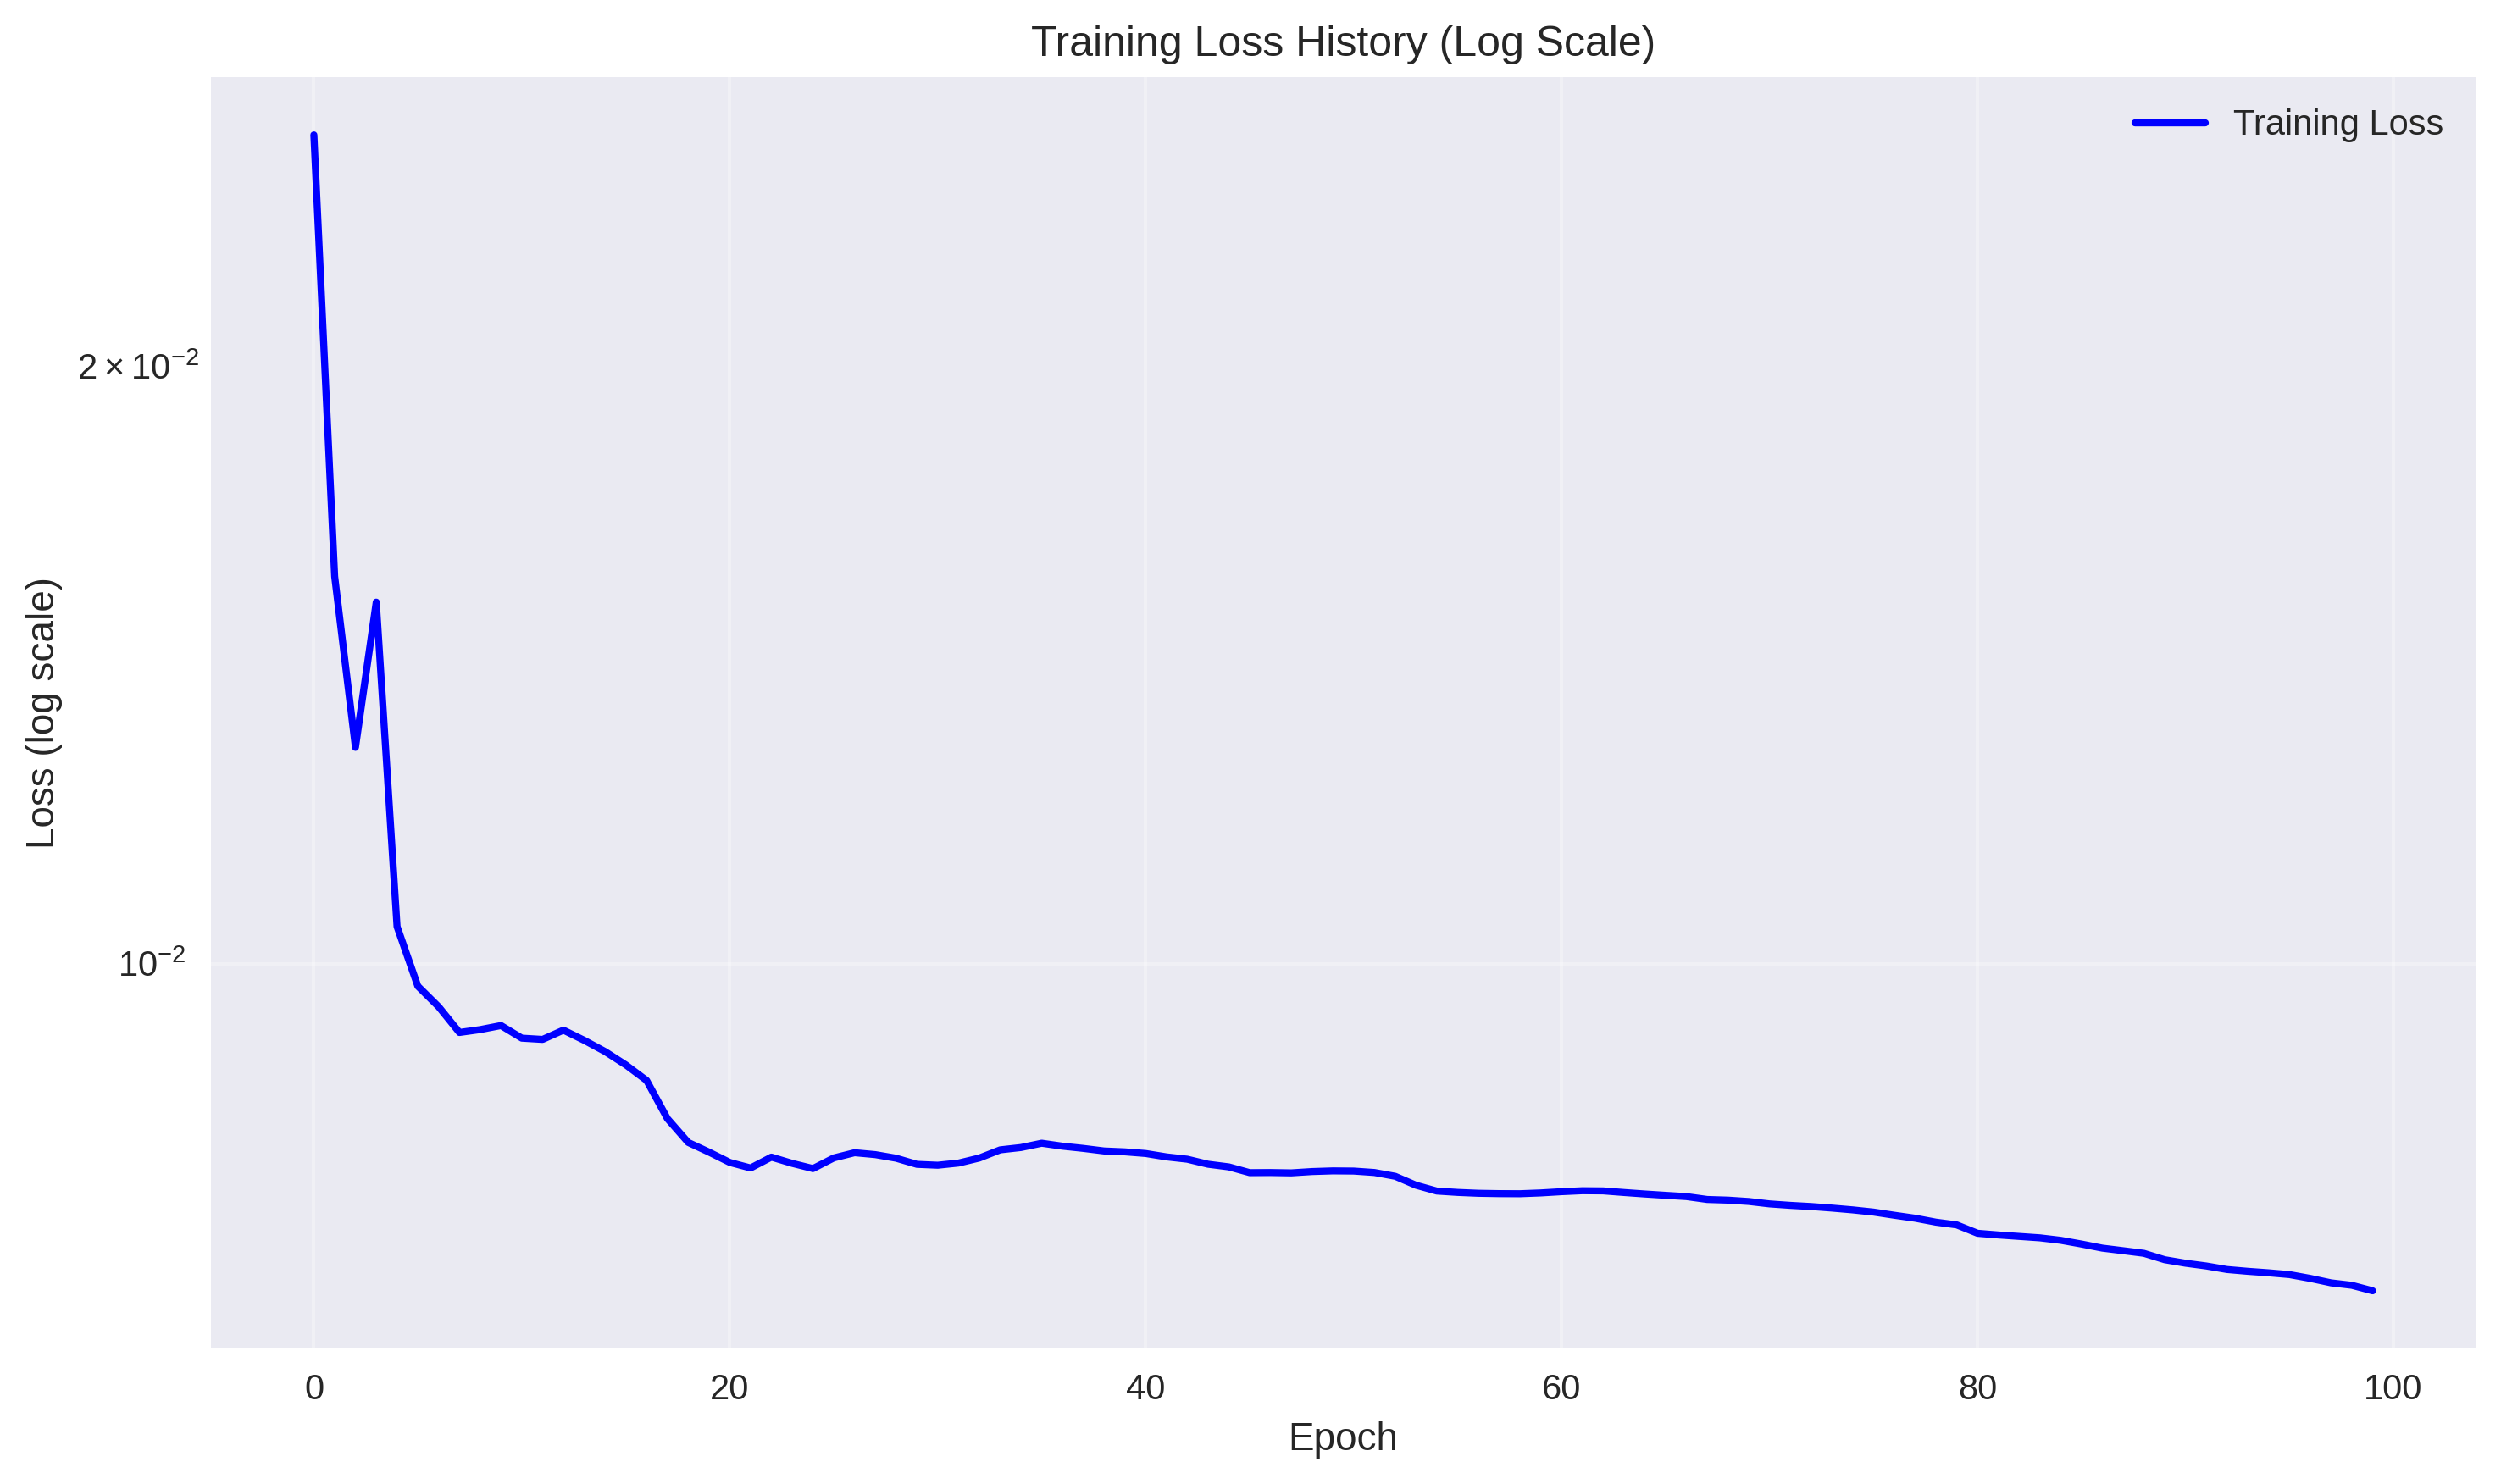 Training Loss History (Log Scale)
Training Loss
2 × 10⁻²
10⁻²
Loss (log scale)
0 20 40 60 80 100
Epoch